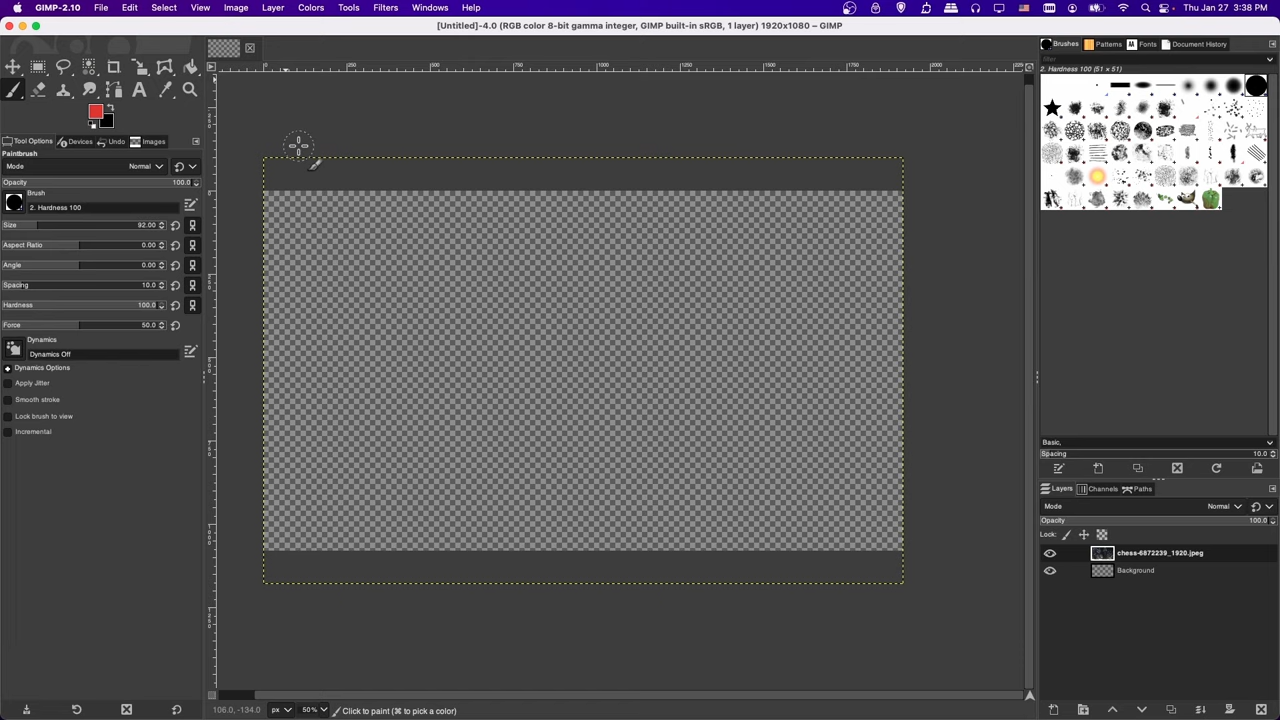 GIMP-2.10 File Edit Select View Image Layer Colors Tools Filters Windows Help Thu Jan 27 3:38 PM
[Untitled]-4.0 (RGB color 8-bit gamma integer, GIMP built-in sRGB, 1 layer) 1920x1080 – GIMP
Brushes Patterns Fonts Document History
filter
2. Hardness 100 (51 × 51)
0 250 500 750 1000 1250 1500 1750 2000
Tool Options Devices Undo Images
Paintbrush
Mode Normal
Opacity 100.0
Brush
2. Hardness 100
Size 92.00
Aspect Ratio 0.00
Angle 0.00
Spacing 10.0
Hardness 100.0
Force 50.0
Dynamics
Dynamics Off
Dynamics Options
Apply Jitter
Smooth stroke
Lock brush to view
Incremental
Basic,
Spacing 10.0
Layers Channels Paths
Mode Normal
Opacity 100.0
Lock:
chess-6872239_1920.jpeg
Background
106.0, -134.0 px 50% Click to paint (⌘ to pick a color)